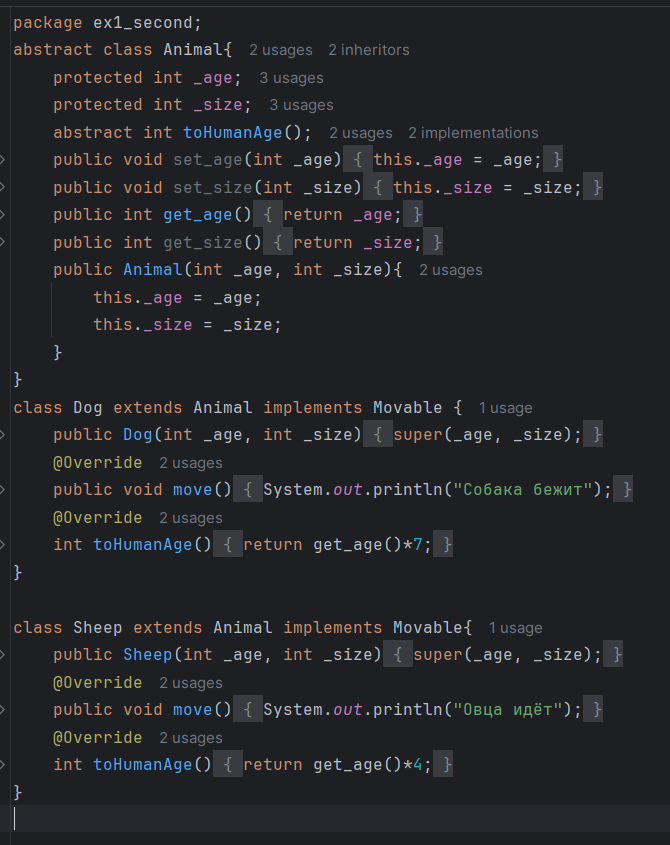 package ex1_second;
abstract class Animal{ 2 usages 2 inheritors
    protected int _age; 3 usages
    protected int _size; 3 usages
    abstract int toHumanAge(); 2 usages 2 implementations
    public void set_age(int _age) { this._age = _age; }
    public void set_size(int _size) { this._size = _size; }
    public int get_age() { return _age; }
    public int get_size() { return _size; }
    public Animal(int _age, int _size){ 2 usages
        this._age = _age;
        this._size = _size;
    }
}
class Dog extends Animal implements Movable { 1 usage
    public Dog(int _age, int _size) { super(_age, _size); }
    @Override 2 usages
    public void move() { System.out.println("Собака бежит"); }
    @Override 2 usages
    int toHumanAge() { return get_age()*7; }
}
class Sheep extends Animal implements Movable{ 1 usage
    public Sheep(int _age, int _size) { super(_age, _size); }
    @Override 2 usages
    public void move() { System.out.println("Овца идёт"); }
    @Override 2 usages
    int toHumanAge() { return get_age()*4; }
}